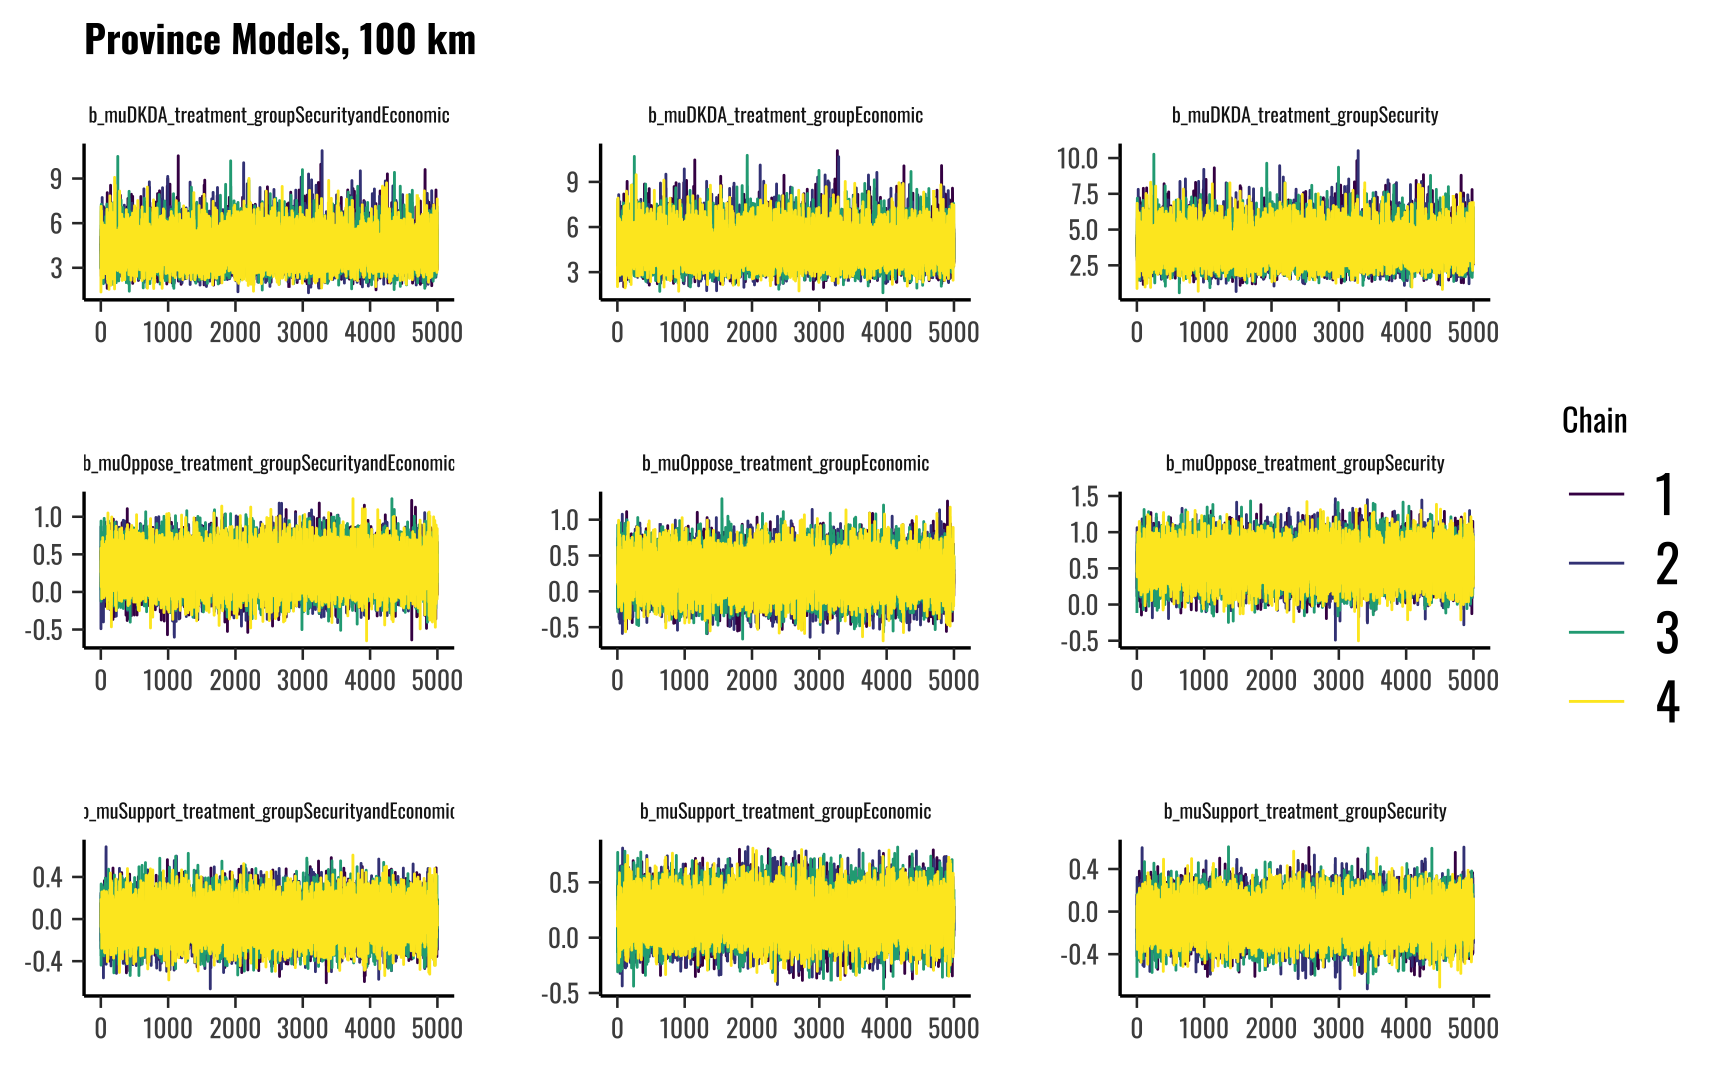 Province Models, 100 km
b_muDKDA_treatment_groupSecurityandEconomic
b_muDKDA_treatment_groupEconomic
b_muDKDA_treatment_groupSecurity
9
6
3
0 1000 2000 3000 4000 5000
9
6
3
0 1000 2000 3000 4000 5000
10.0
7.5
5.0
2.5
0 1000 2000 3000 4000 5000
b_muOppose_treatment_groupSecurityandEconomic
b_muOppose_treatment_groupEconomic
b_muOppose_treatment_groupSecurity
1.0
0.5
0.0
-0.5
0 1000 2000 3000 4000 5000
1.0
0.5
0.0
-0.5
0 1000 2000 3000 4000 5000
1.5
1.0
0.5
0.0
-0.5
0 1000 2000 3000 4000 5000
b_muSupport_treatment_groupSecurityandEconomic
b_muSupport_treatment_groupEconomic
b_muSupport_treatment_groupSecurity
0.4
0.0
-0.4
0 1000 2000 3000 4000 5000
0.5
0.0
-0.5
0 1000 2000 3000 4000 5000
0.4
0.0
-0.4
0 1000 2000 3000 4000 5000
Chain
1
2
3
4